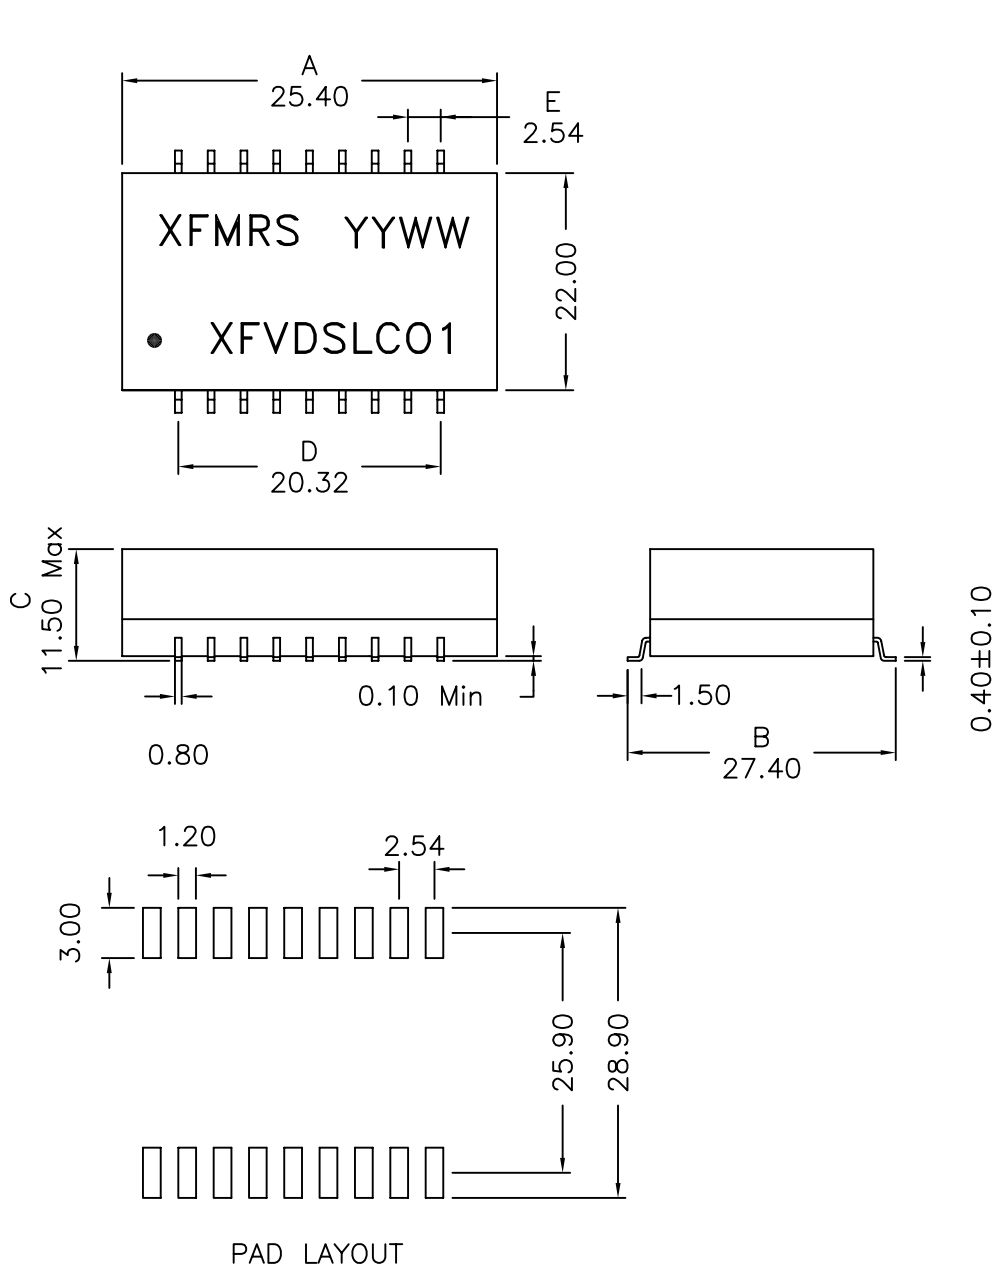 A
25.40
E
2.54
XFMRS YYWW
22.00
XFVDSLC01
D
20.32
C
11.50 Max
0.10 Min
0.80
1.50
B
27.40
0.40±0.10
1.20
2.54
3.00
25.90
28.90
PAD LAYOUT